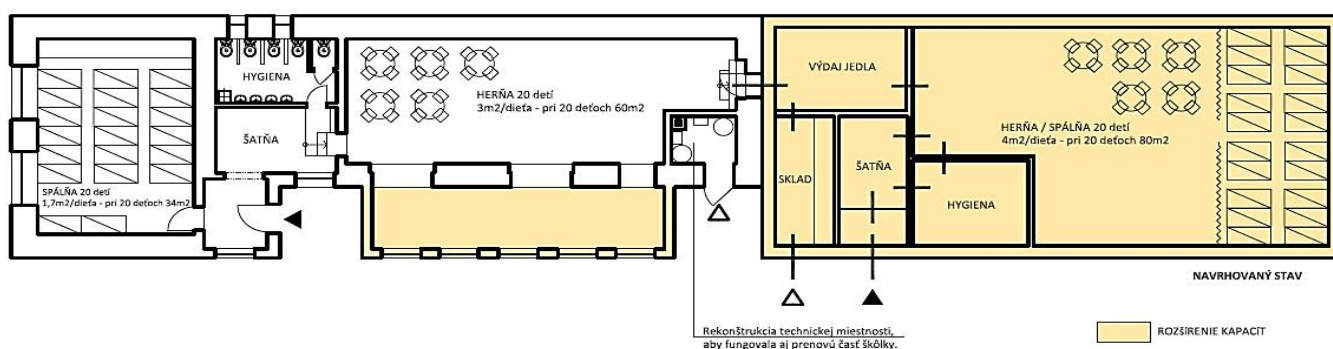 HYGIENA
ŠATŇA
SPÁLŇA 20 detí
1,7m2/dieťa - pri 20 deťoch 34m2
HERŇA 20 detí
3m2/dieťa - pri 20 deťoch 60m2
VÝDAJ JEDLA
SKLAD
ŠATŇA
HYGIENA
HERŇA / SPÁLŇA 20 detí
4m2/dieťa - pri 20 deťoch 80m2
NAVRHOVANÝ STAV
Rekonštrukcia technickej miestnosti,
aby fungovala aj prenovú časť škôlky.
ROZŠÍRENIE KAPACÍT